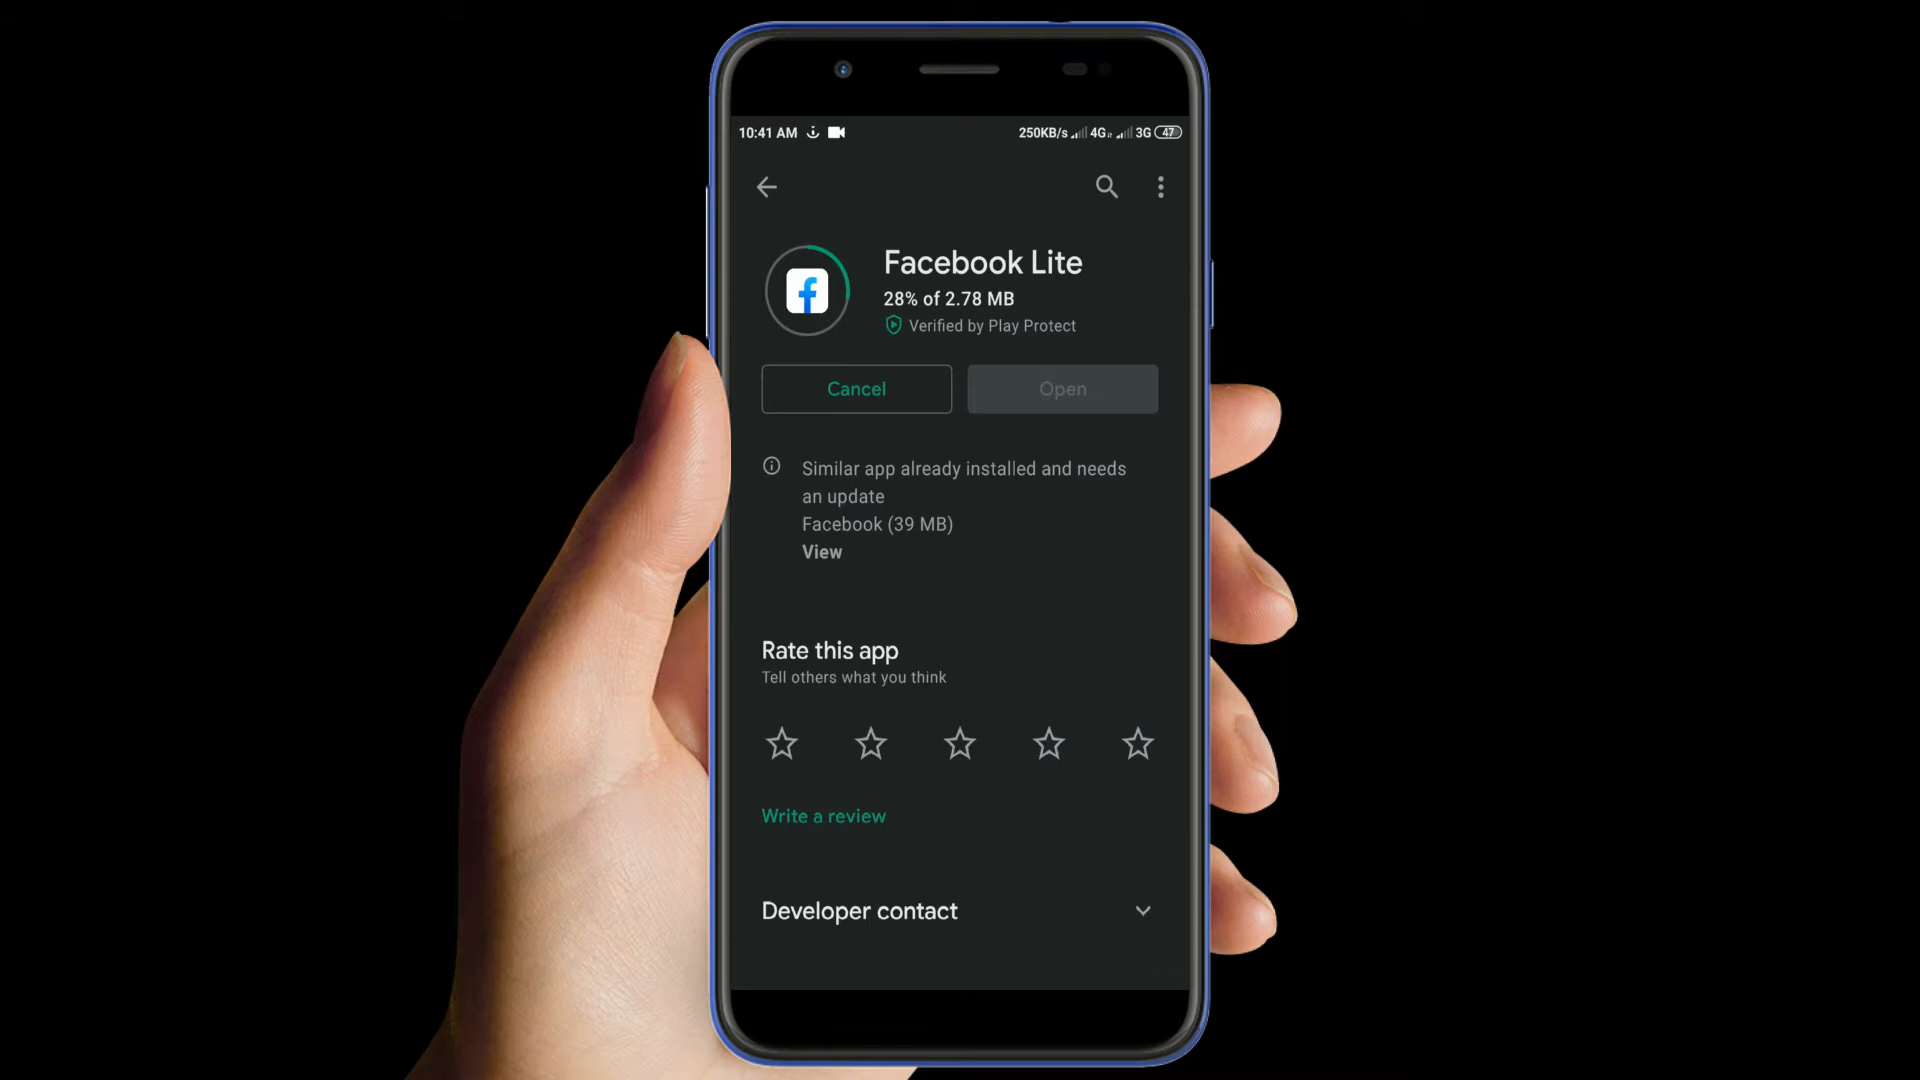 10:41 AM 250KB/s 4G 3G 47
Facebook Lite
28% of 2.78 MB
Verified by Play Protect
Cancel Open
Similar app already installed and needs
an update
Facebook (39 MB)
View
Rate this app
Tell others what you think
Write a review
Developer contact